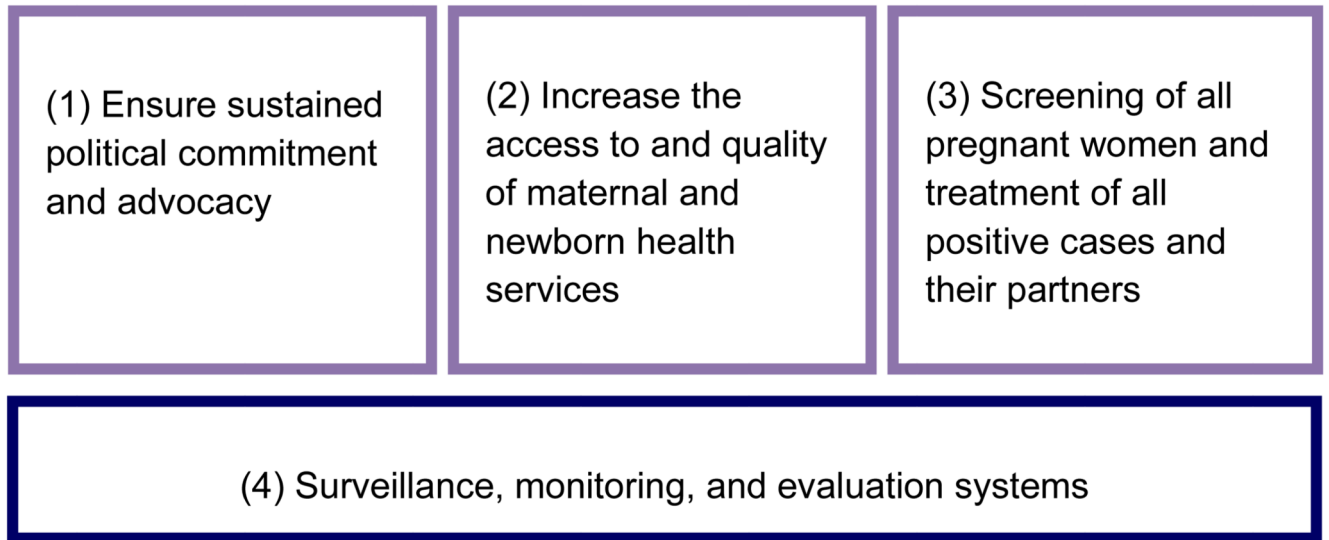 (1) Ensure sustained
political commitment
and advocacy
(2) Increase the
access to and quality
of maternal and
newborn health
services
(3) Screening of all
pregnant women and
treatment of all
positive cases and
their partners
(4) Surveillance, monitoring, and evaluation systems